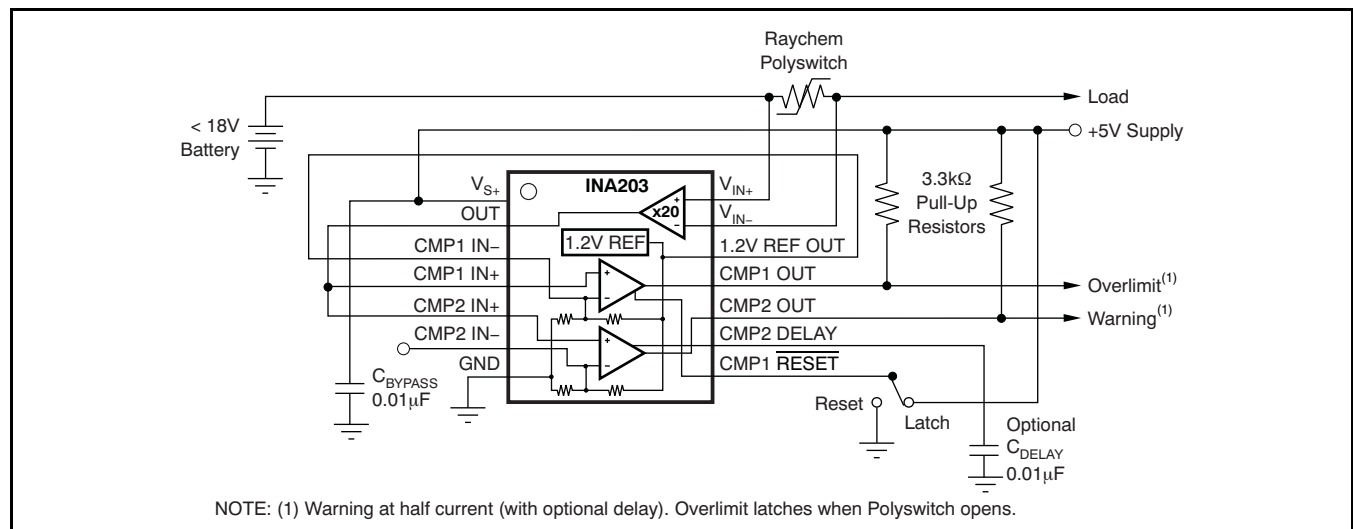 Raychem
Polyswitch
Load
< 18V
Battery
+5V Supply
VS+
INA203
VIN+
OUT
x20
VIN−
3.3kΩ
Pull-Up
Resistors
CMP1 IN−
1.2V REF
1.2V REF OUT
CMP1 IN+
CMP1 OUT
Overlimit(1)
CMP2 IN+
CMP2 OUT
Warning(1)
CMP2 IN−
CMP2 DELAY
GND
CMP1 RESET
CBYPASS
0.01μF
Reset
Latch
Optional
CDELAY
0.01μF
NOTE: (1) Warning at half current (with optional delay). Overlimit latches when Polyswitch opens.